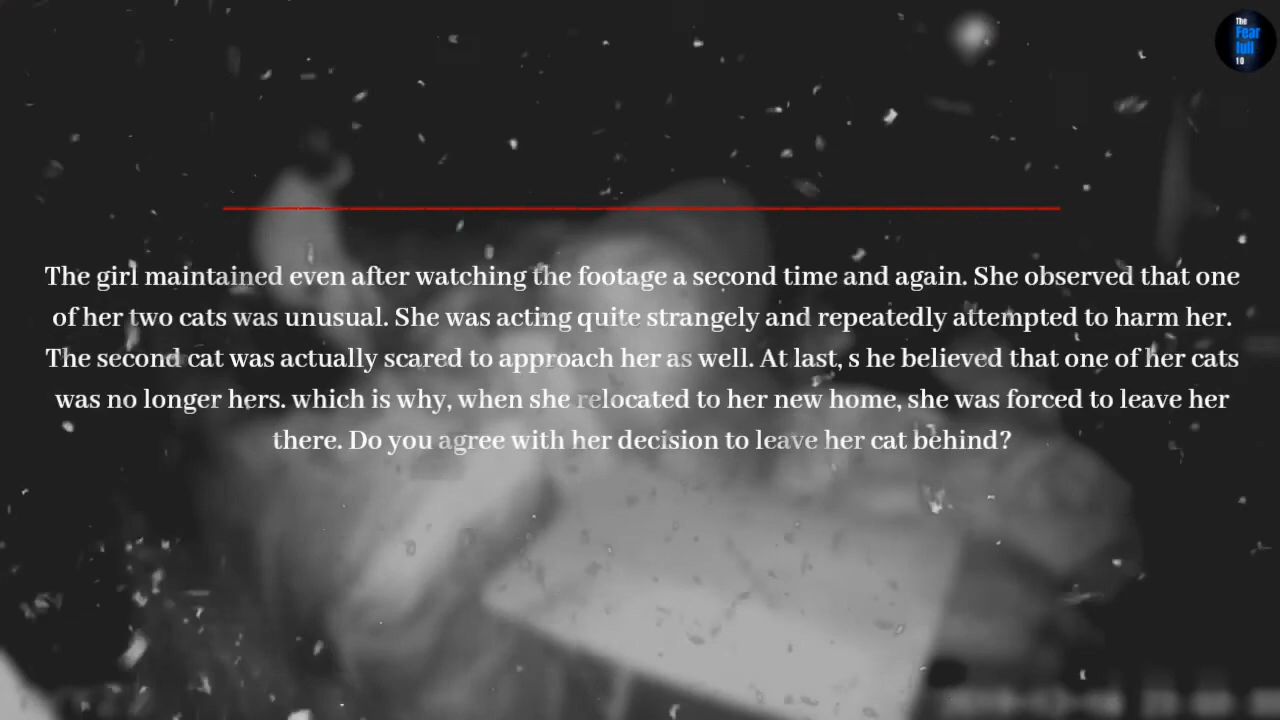 The
Fear
full
10
The girl maintained even after watching the footage a second time and again. She observed that one
of her two cats was unusual. She was acting quite strangely and repeatedly attempted to harm her.
The second cat was actually scared to approach her as well. At last, s he believed that one of her cats
was no longer hers. which is why, when she relocated to her new home, she was forced to leave her
there. Do you agree with her decision to leave her cat behind?